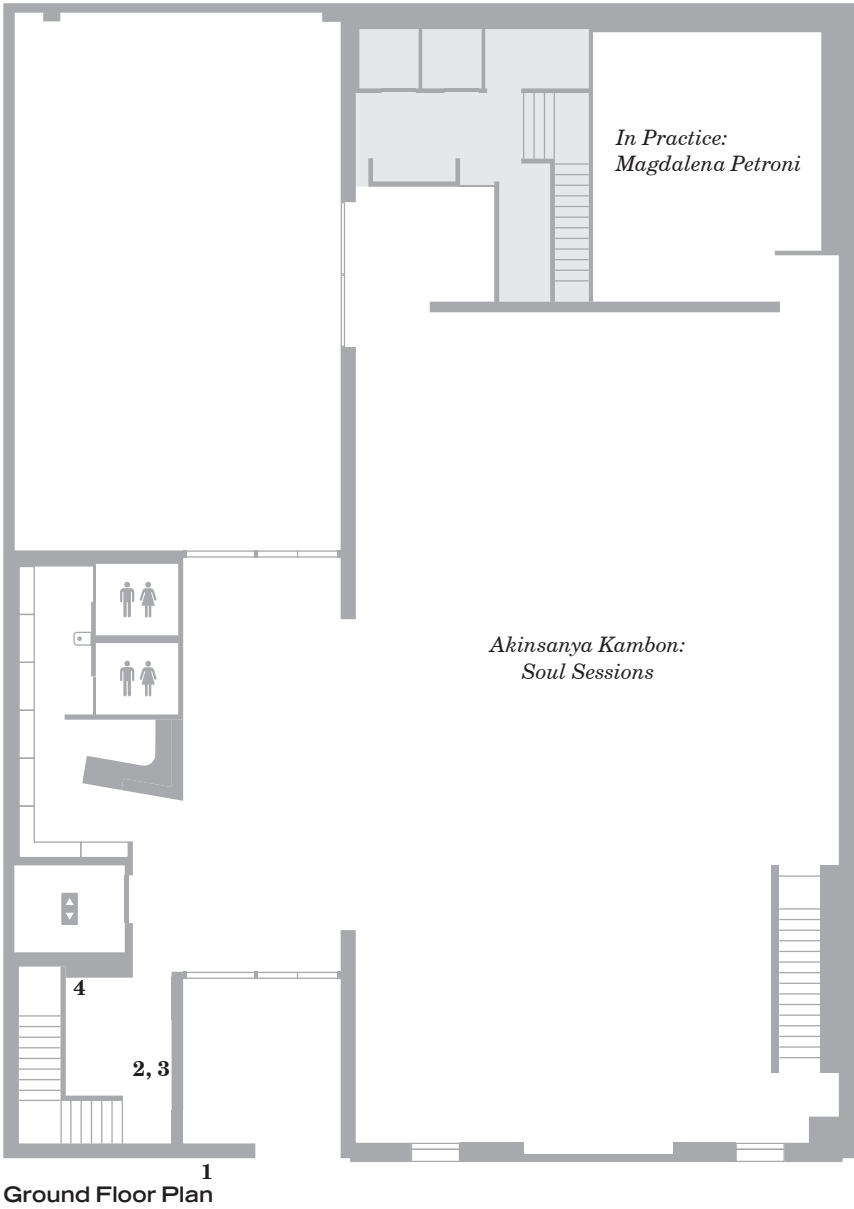 In Practice:
Magdalena Petroni
Akinsanya Kambon:
Soul Sessions
4
2, 3
1
Ground Floor Plan